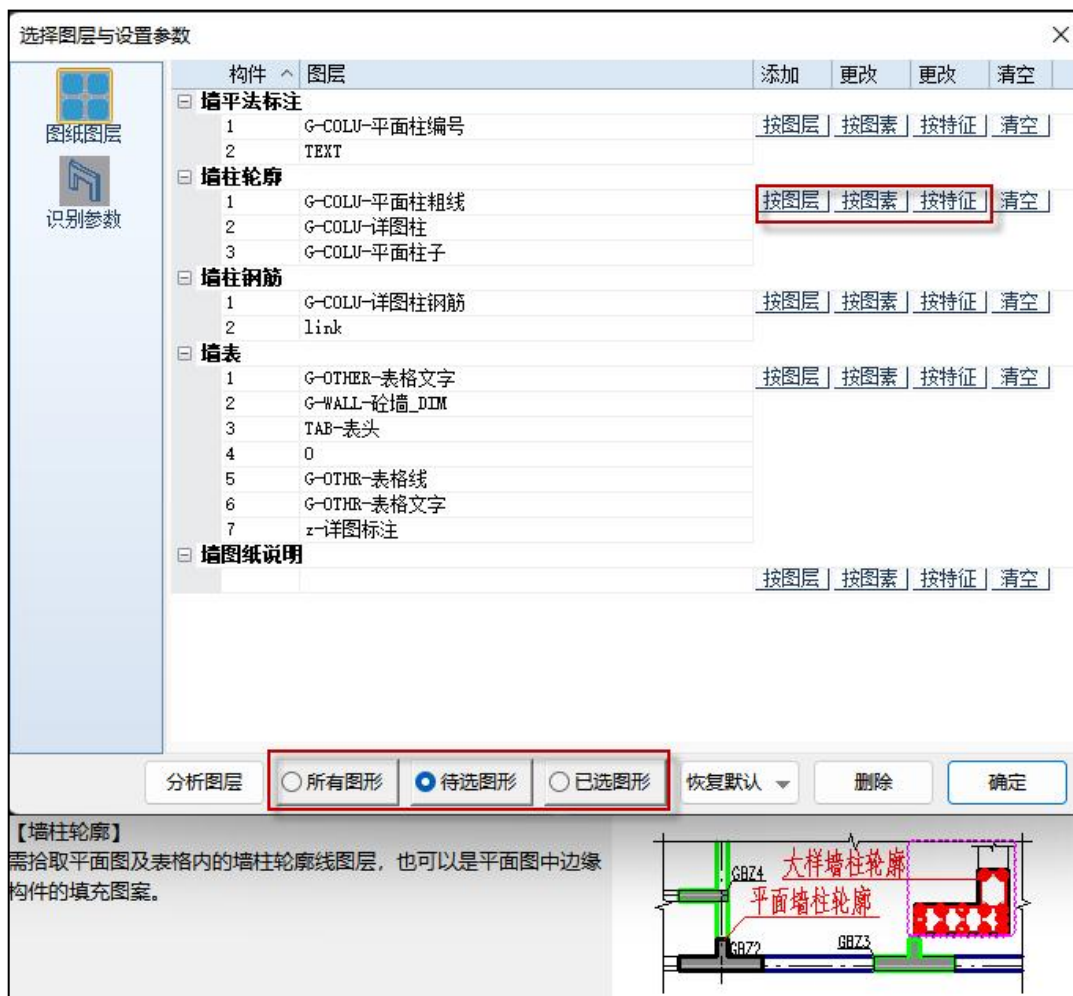 选择图层与设置参数
图纸图层
识别参数
构件 图层 添加 更改 更改 清空
墙平法标注
1 G-COLU-平面柱编号 按图层 按图素 按特征 清空
2 TEXT
墙柱轮廓
1 G-COLU-平面柱粗线 按图层 按图素 按特征 清空
2 G-COLU-详图柱
3 G-COLU-平面柱子
墙柱钢筋
1 G-COLU-详图柱钢筋 按图层 按图素 按特征 清空
2 link
墙表
1 G-OTHER-表格文字 按图层 按图素 按特征 清空
2 G-WALL-砼墙_DIM
3 TAB-表头
4 0
5 G-OTHR-表格线
6 G-OTHR-表格文字
7 z-详图标注
墙图纸说明
按图层 按图素 按特征 清空
分析图层 所有图形 待选图形 已选图形 恢复默认 删除 确定
【墙柱轮廓】
需拾取平面图及表格内的墙柱轮廓线图层，也可以是平面图中边缘
构件的填充图案。
GBZ4 大样墙柱轮廓
平面墙柱轮廓
GBZ2 GBZ3